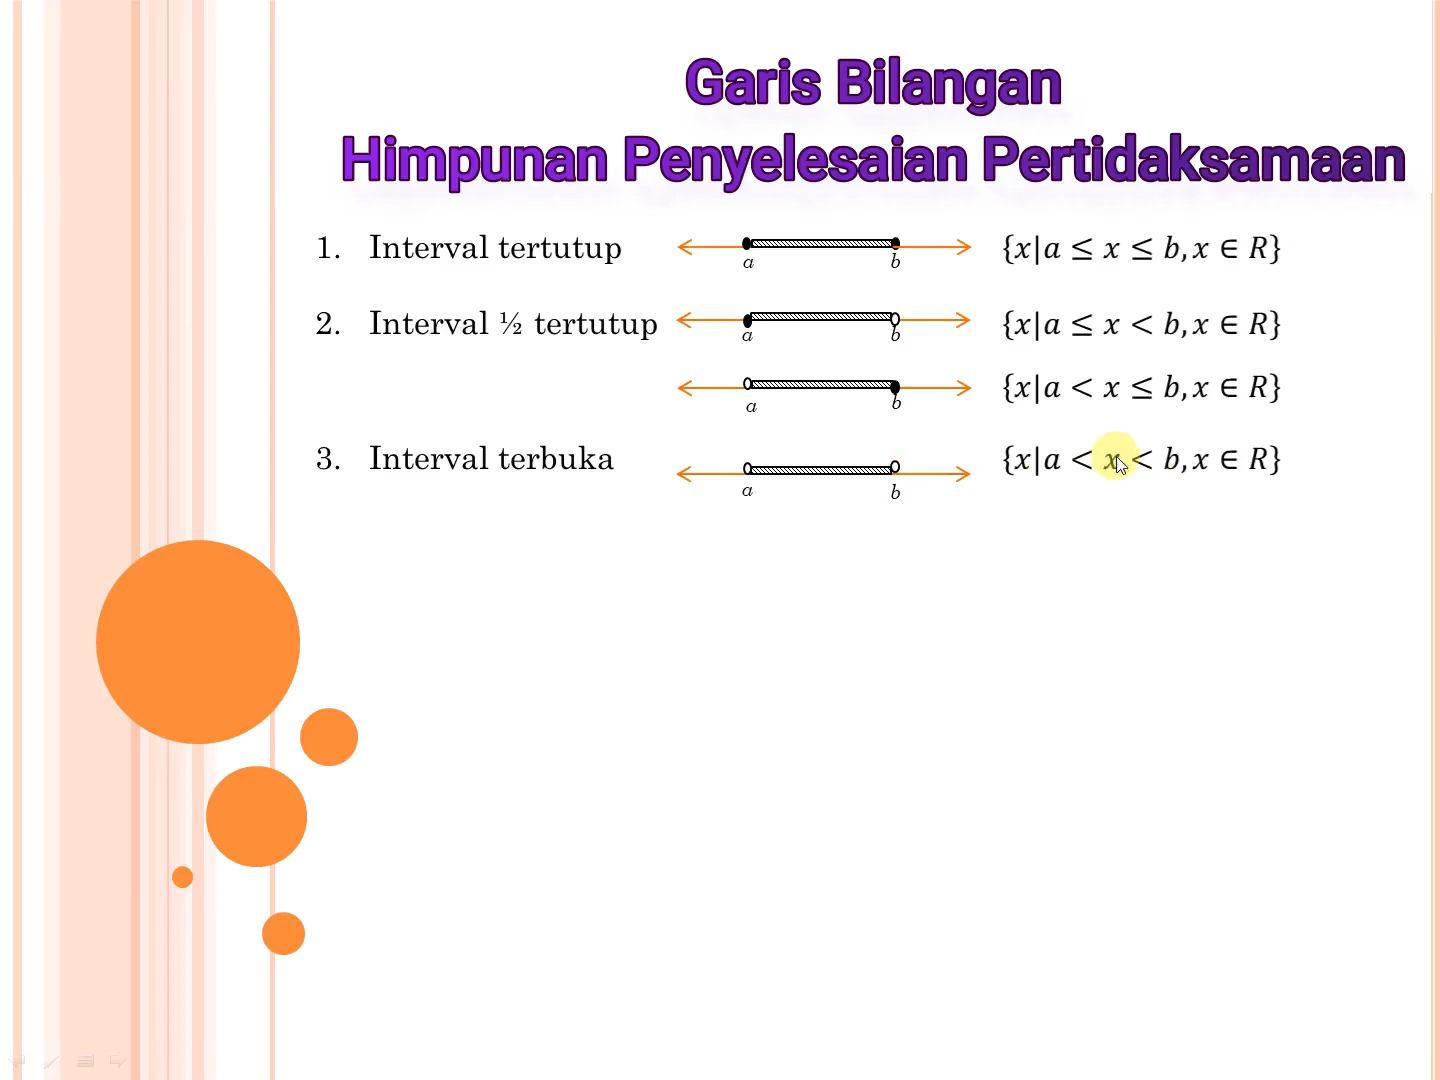 Garis Bilangan
Himpunan Penyelesaian Pertidaksamaan
1. Interval tertutup a b {x|a ≤ x ≤ b, x ∈ R}
2. Interval ½ tertutup a b {x|a ≤ x < b, x ∈ R}
a b {x|a < x ≤ b, x ∈ R}
3. Interval terbuka a b {x|a < x < b, x ∈ R}